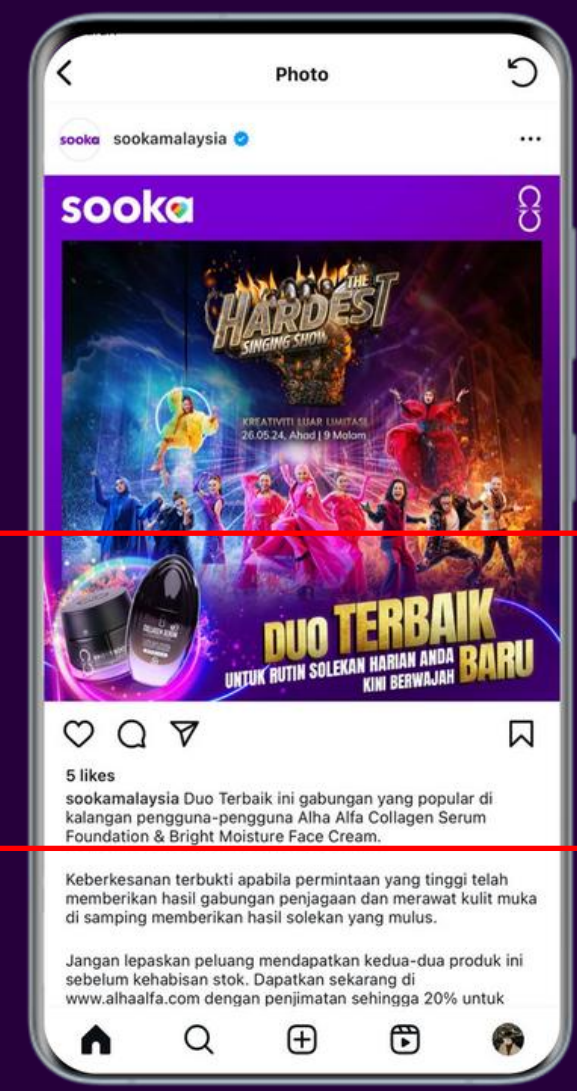 Photo
sooka sookamalaysia
sooka
THE
HARDEST
SINGING SHOW
KREATIVITI LUAR LIMITASI
26.05.24, Ahad | 9 Malam
COLLAGEN SERUM
DUO TERBAIK
UNTUK RUTIN SOLEKAN HARIAN ANDA
KINI BERWAJAH BARU
5 likes
sookamalaysia Duo Terbaik ini gabungan yang popular di
kalangan pengguna-pengguna Alha Alfa Collagen Serum
Foundation & Bright Moisture Face Cream.
Keberkesanan terbukti apabila permintaan yang tinggi telah
memberikan hasil gabungan penjagaan dan merawat kulit muka
di samping memberikan hasil solekan yang mulus.
Jangan lepaskan peluang mendapatkan kedua-dua produk ini
sebelum kehabisan stok. Dapatkan sekarang di
www.alhaalfa.com dengan penjimatan sehingga 20% untuk